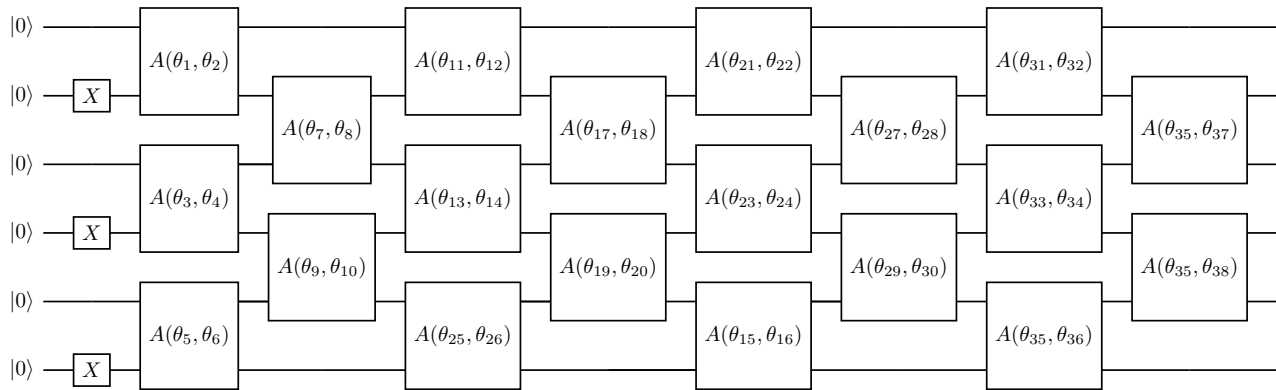 |0⟩ A(θ₁, θ₂) A(θ₁₁, θ₁₂) A(θ₂₁, θ₂₂) A(θ₃₁, θ₃₂)
|0⟩ X A(θ₇, θ₈) A(θ₁₇, θ₁₈) A(θ₂₇, θ₂₈) A(θ₃₅, θ₃₇)
|0⟩ A(θ₃, θ₄) A(θ₁₃, θ₁₄) A(θ₂₃, θ₂₄) A(θ₃₃, θ₃₄)
|0⟩ X A(θ₉, θ₁₀) A(θ₁₉, θ₂₀) A(θ₂₉, θ₃₀) A(θ₃₅, θ₃₈)
|0⟩ A(θ₅, θ₆) A(θ₂₅, θ₂₆) A(θ₁₅, θ₁₆) A(θ₃₅, θ₃₆)
|0⟩ X